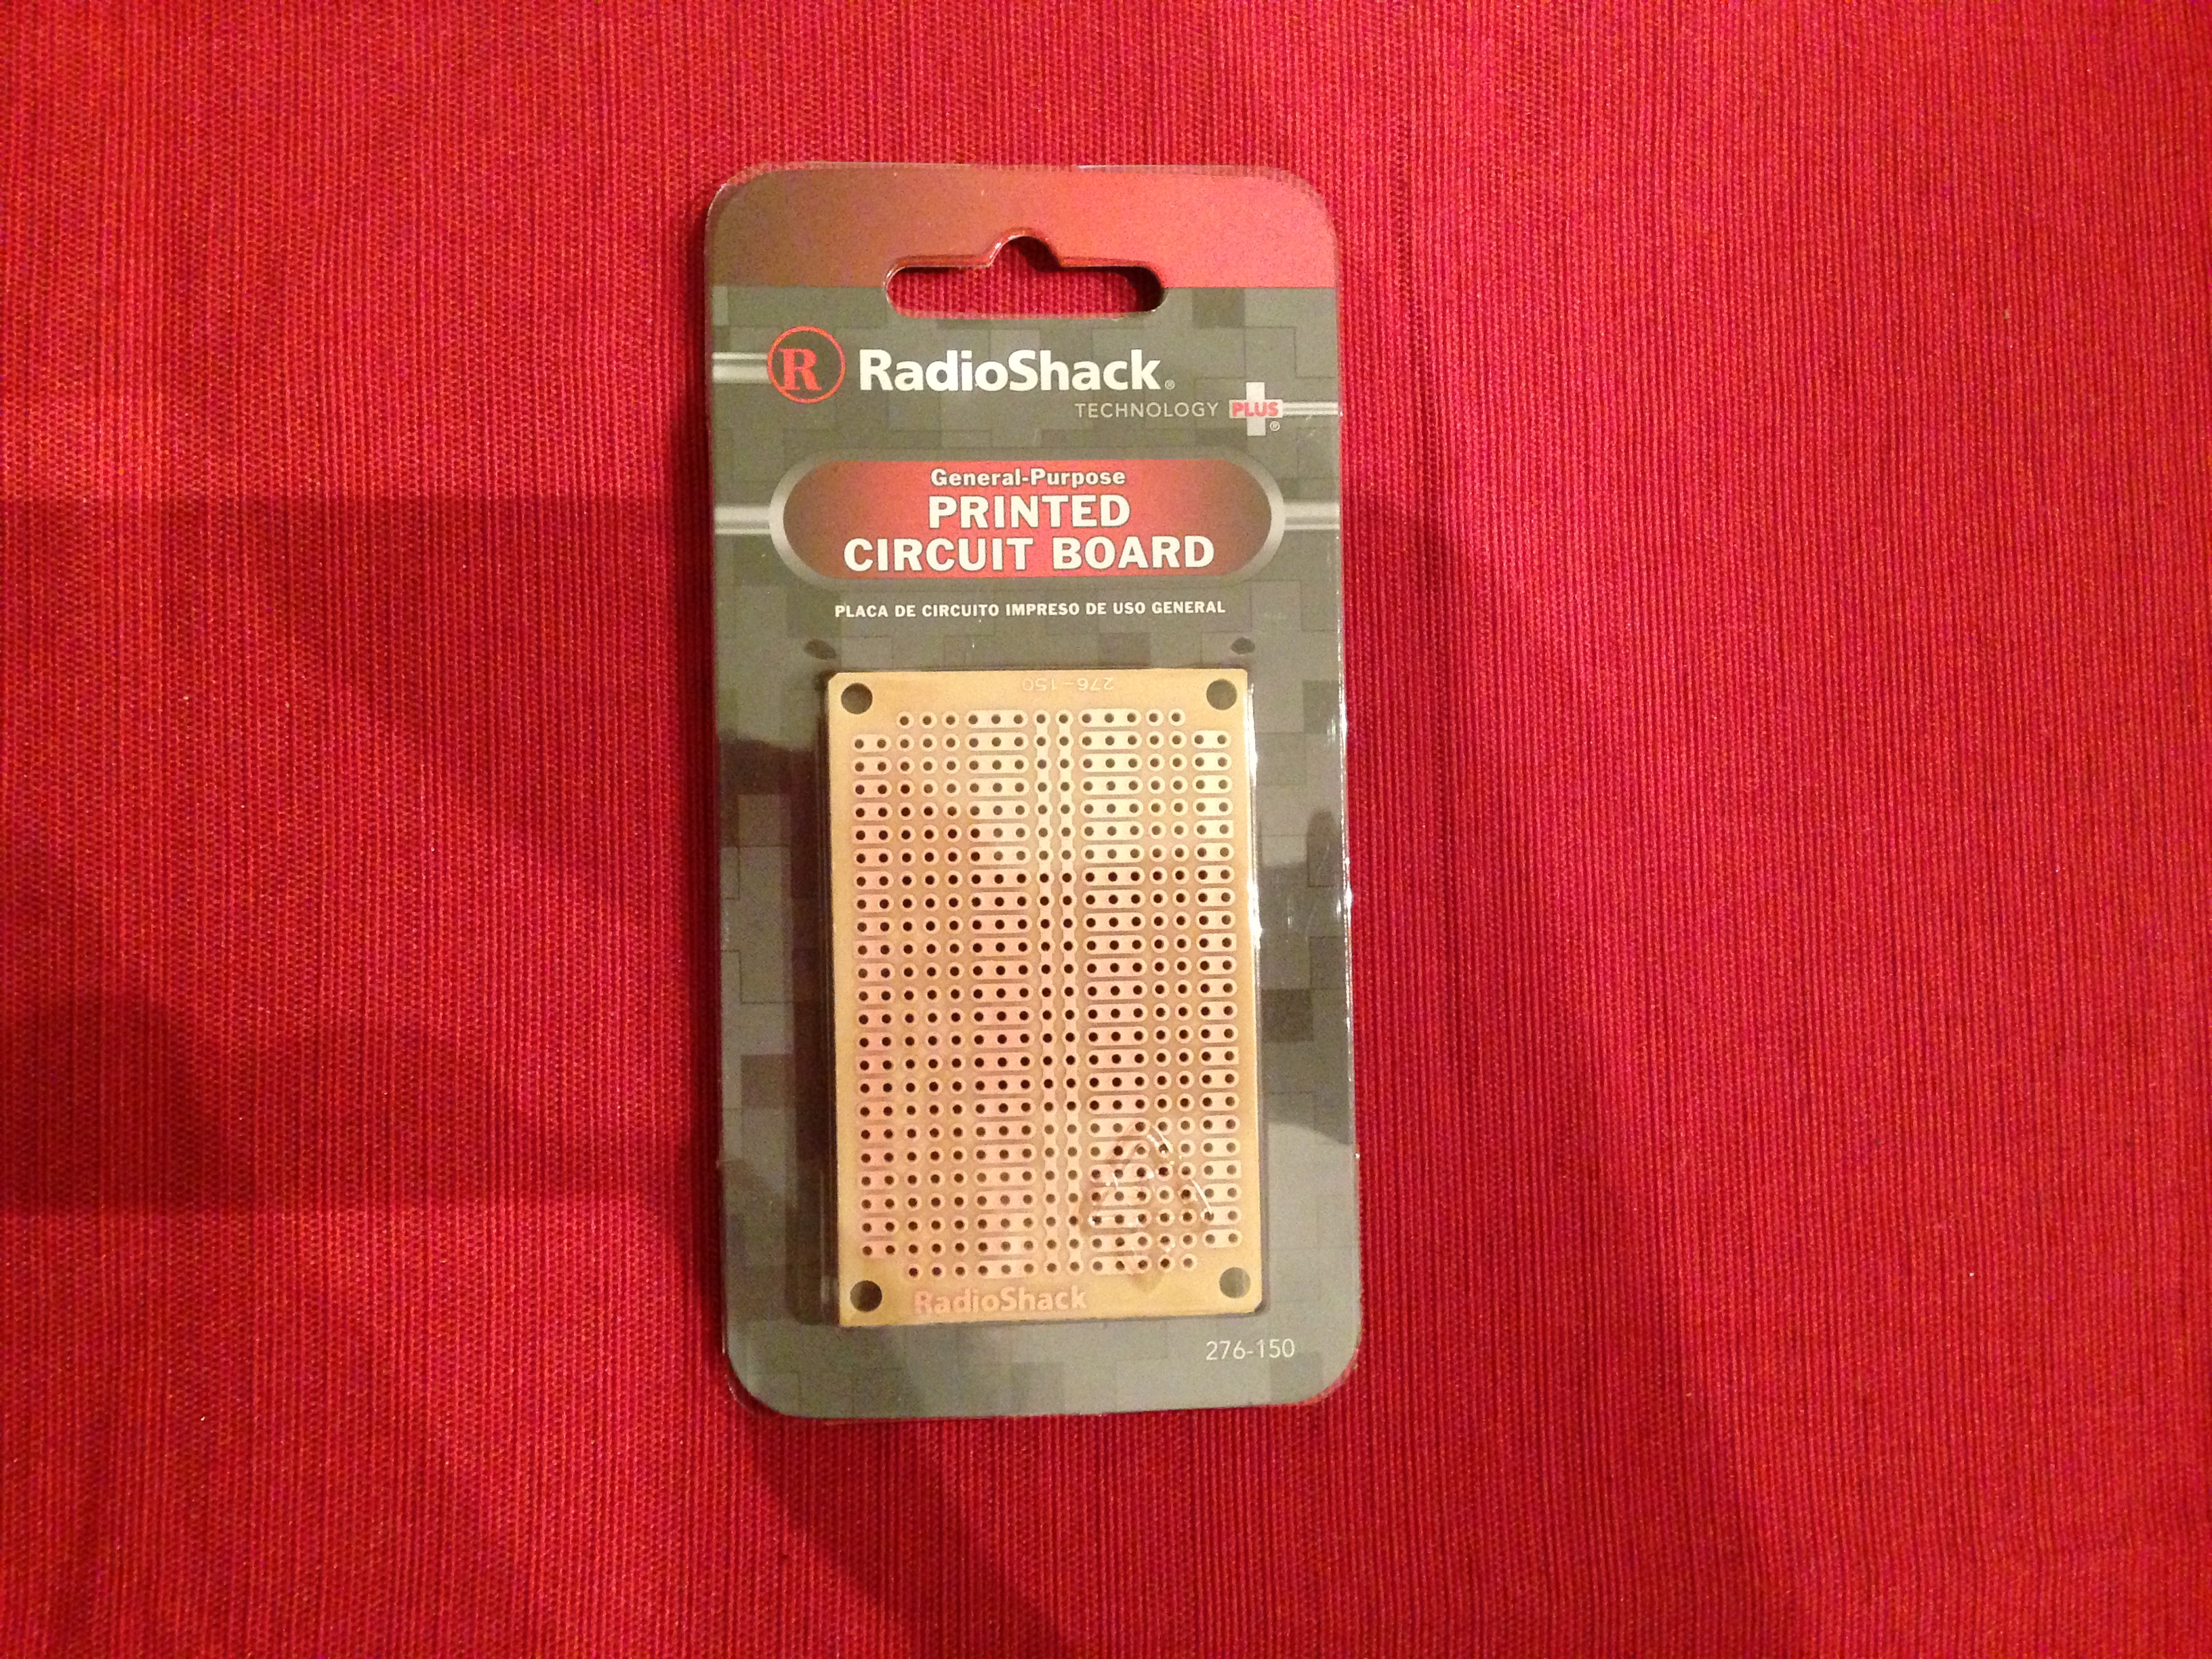 R RadioShack®
TECHNOLOGY PLUS®
General-Purpose
PRINTED
CIRCUIT BOARD
PLACA DE CIRCUITO IMPRESO DE USO GENERAL
276-150
RadioShack
276-150